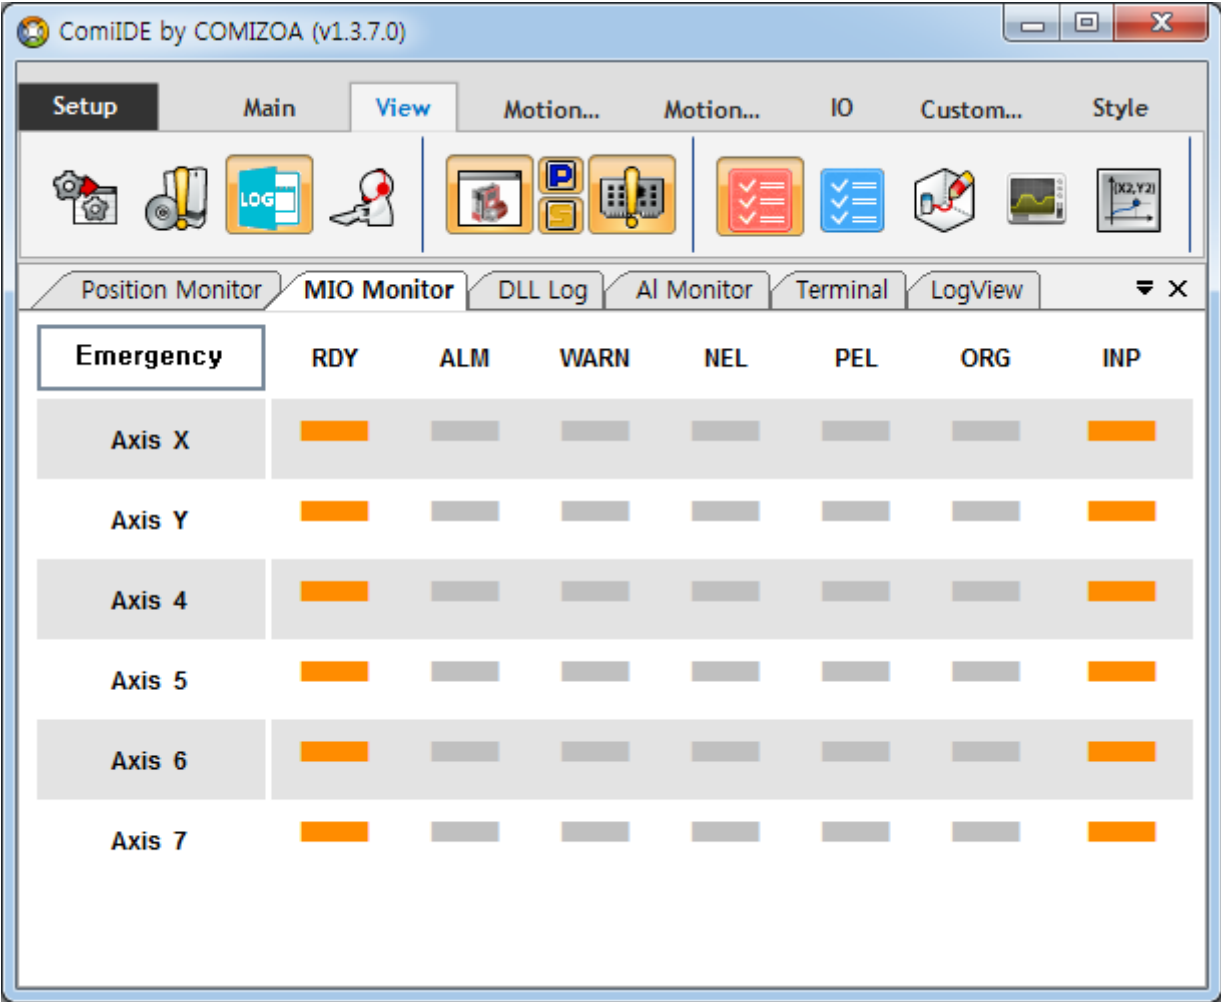 ComiIDE by COMIZOA (v1.3.7.0)
Setup Main View Motion... Motion... IO Custom... Style
LOG P S (X2,Y2)
Position Monitor MIO Monitor DLL Log AI Monitor Terminal LogView
Emergency RDY ALM WARN NEL PEL ORG INP
Axis X
Axis Y
Axis 4
Axis 5
Axis 6
Axis 7